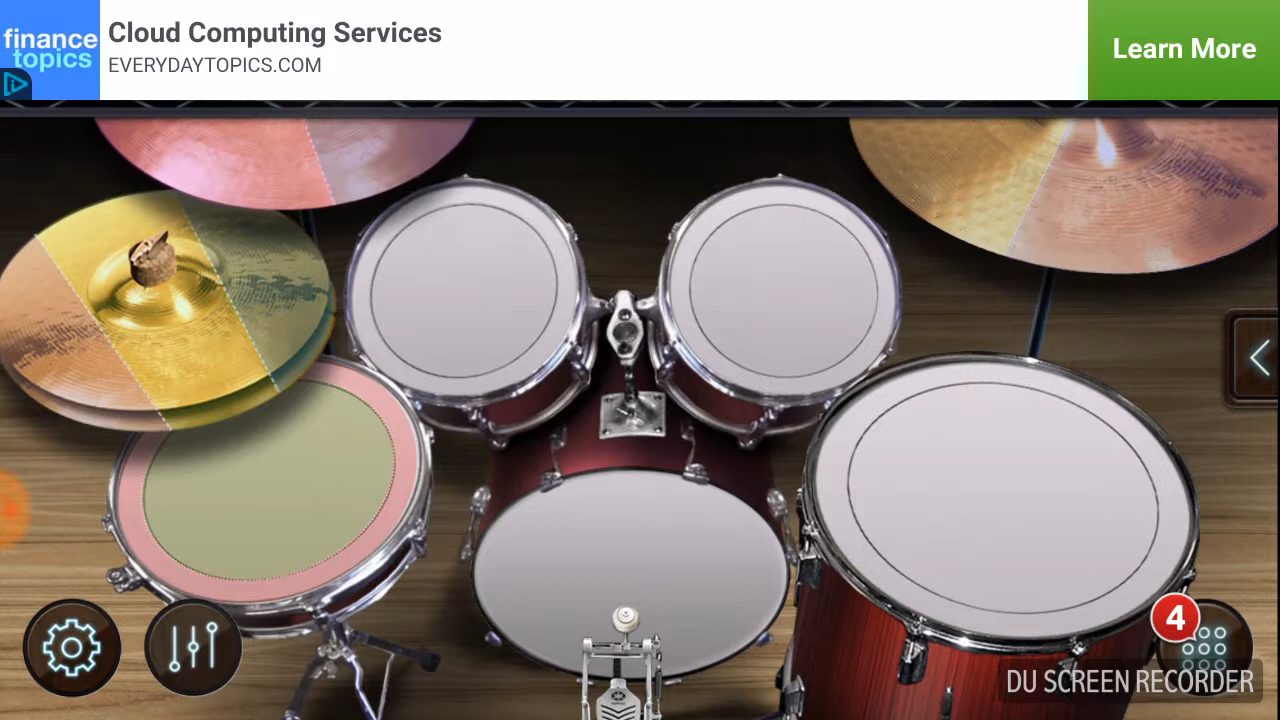 finance
topics
Cloud Computing Services
EVERYDAYTOPICS.COM
Learn More
4
DU SCREEN RECORDER